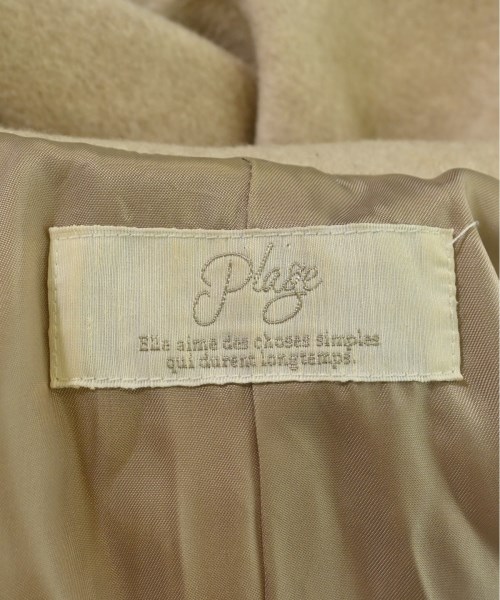 Plage
Elle aime des choses simples
qui durent longtemps.